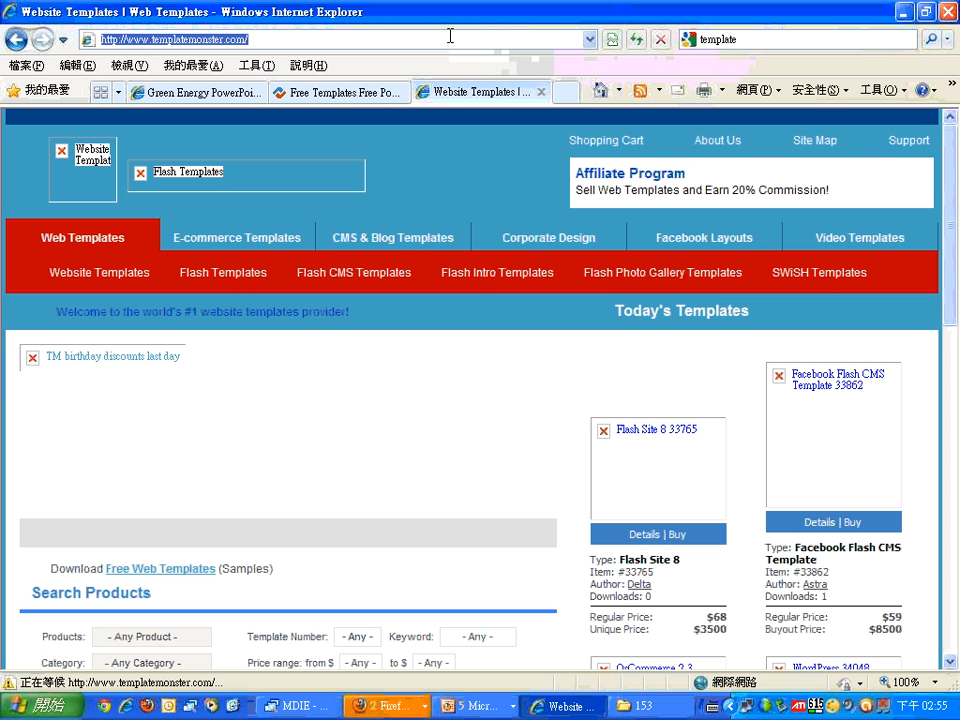 Website Templates | Web Templates - Windows Internet Explorer
http://www.templatemonster.com/
template
檔案(F) 編輯(E) 檢視(V) 我的最愛(A) 工具(T) 說明(H)
我的最愛
Green Energy PowerPoi...
Free Templates Free Po...
Website Templates | ...
網頁(P)
安全性(S)
工具(O)
Shopping Cart
About Us
Site Map
Support
Website
Templat
Flash Templates
Affiliate Program
Sell Web Templates and Earn 20% Commission!
Web Templates
E-commerce Templates
CMS & Blog Templates
Corporate Design
Facebook Layouts
Video Templates
Website Templates
Flash Templates
Flash CMS Templates
Flash Intro Templates
Flash Photo Gallery Templates
SWiSH Templates
Welcome to the world's #1 website templates provider!
Today's Templates
TM birthday discounts last day
Flash Site 8 33765
Details | Buy
Type: Flash Site 8
Item: #33765
Author: Delta
Downloads: 0
Regular Price: $68
Unique Price: $3500
Facebook Flash CMS
Template 33862
Details | Buy
Type: Facebook Flash CMS
Template
Item: #33862
Author: Astra
Downloads: 1
Regular Price: $59
Buyout Price: $8500
Download Free Web Templates (Samples)
Search Products
Products: - Any Product -
Template Number: - Any -
Keyword: - Any -
Category: - Any Category -
Price range: from $ - Any - to $ - Any -
OsCommerce 2.3
WordPress 34048
正在等候 http://www.templatemonster.com/...
網際網路
100%
開始
MDIE - ...
2 Firef...
5 Micr...
Website ...
153
下午 02:55